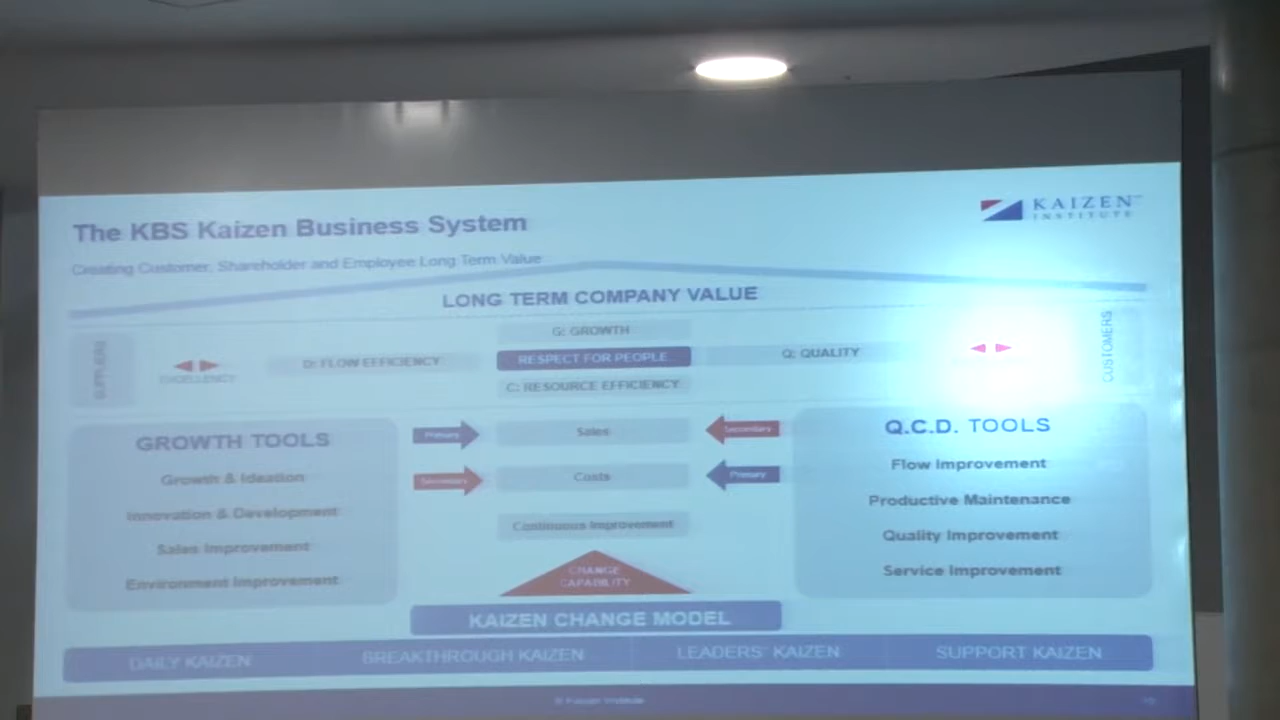 The KBS Kaizen Business System
KAIZEN™
INSTITUTE
Creating Customer, Shareholder and Employee Long Term Value
LONG TERM COMPANY VALUE
SUPPLIERS
EXCELLENCY
D: FLOW EFFICIENCY
G: GROWTH
RESPECT FOR PEOPLE
C: RESOURCE EFFICIENCY
Q: QUALITY
CUSTOMERS
GROWTH TOOLS
Growth & Ideation
Innovation & Development
Sales Improvement
Environment Improvement
Primary
Sales
Secondary
Secondary
Costs
Primary
Continuous Improvement
CHANGE
CAPABILITY
Q.C.D. TOOLS
Flow Improvement
Productive Maintenance
Quality Improvement
Service Improvement
KAIZEN CHANGE MODEL
DAILY KAIZEN
BREAKTHROUGH KAIZEN
LEADERS' KAIZEN
SUPPORT KAIZEN
© Kaizen Institute